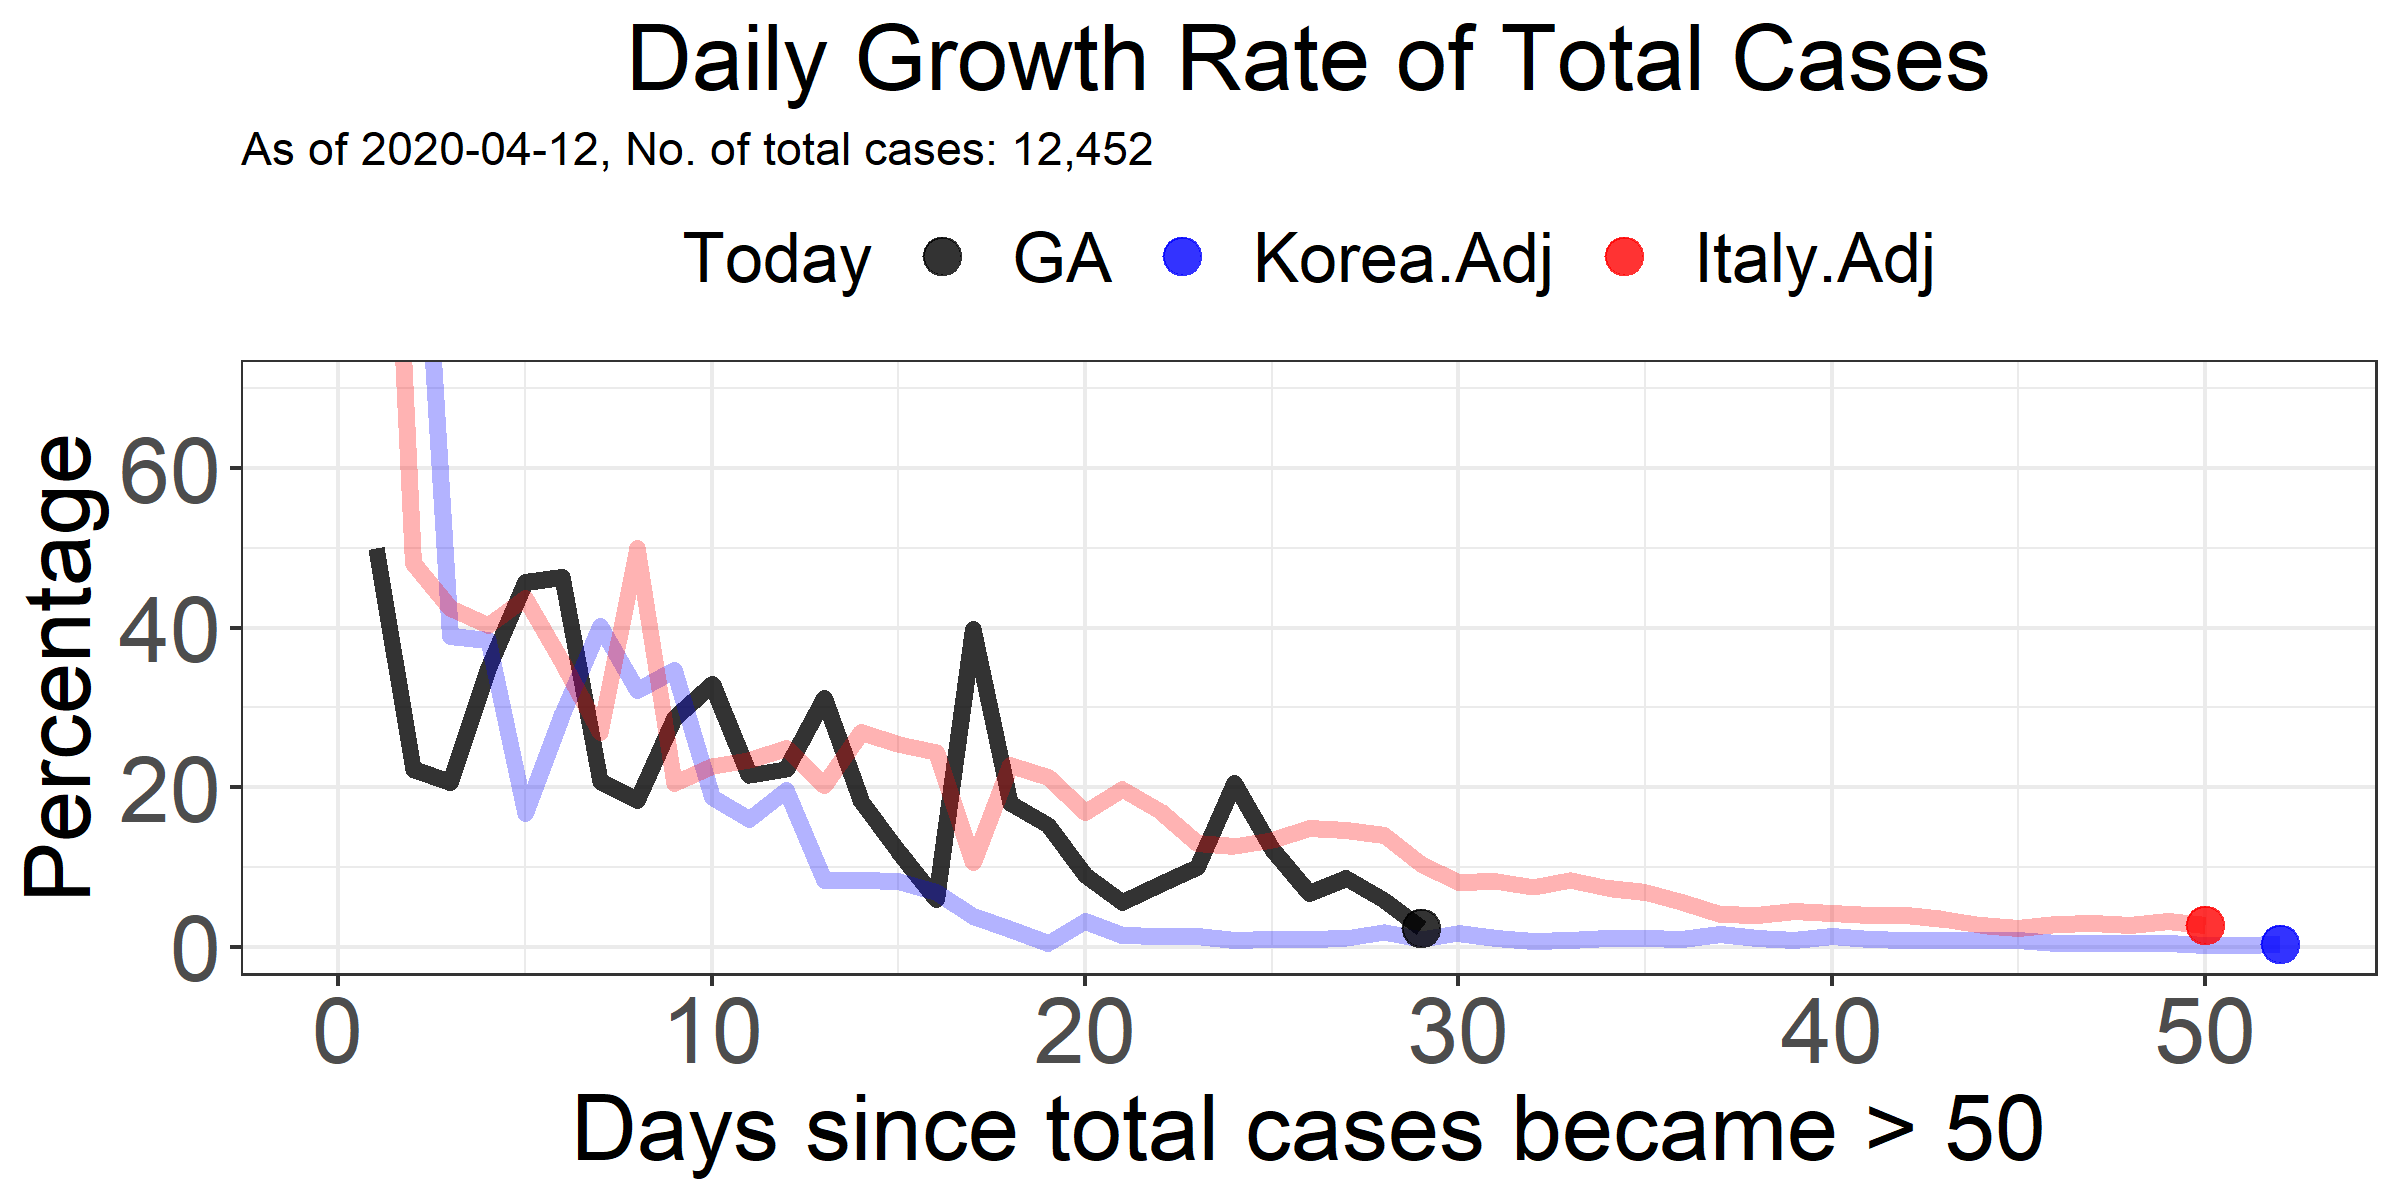 Daily Growth Rate of Total Cases
As of 2020-04-12, No. of total cases: 12,452
Today GA Korea.Adj Italy.Adj
Percentage
60
40
20
0
0 10 20 30 40 50
Days since total cases became > 50